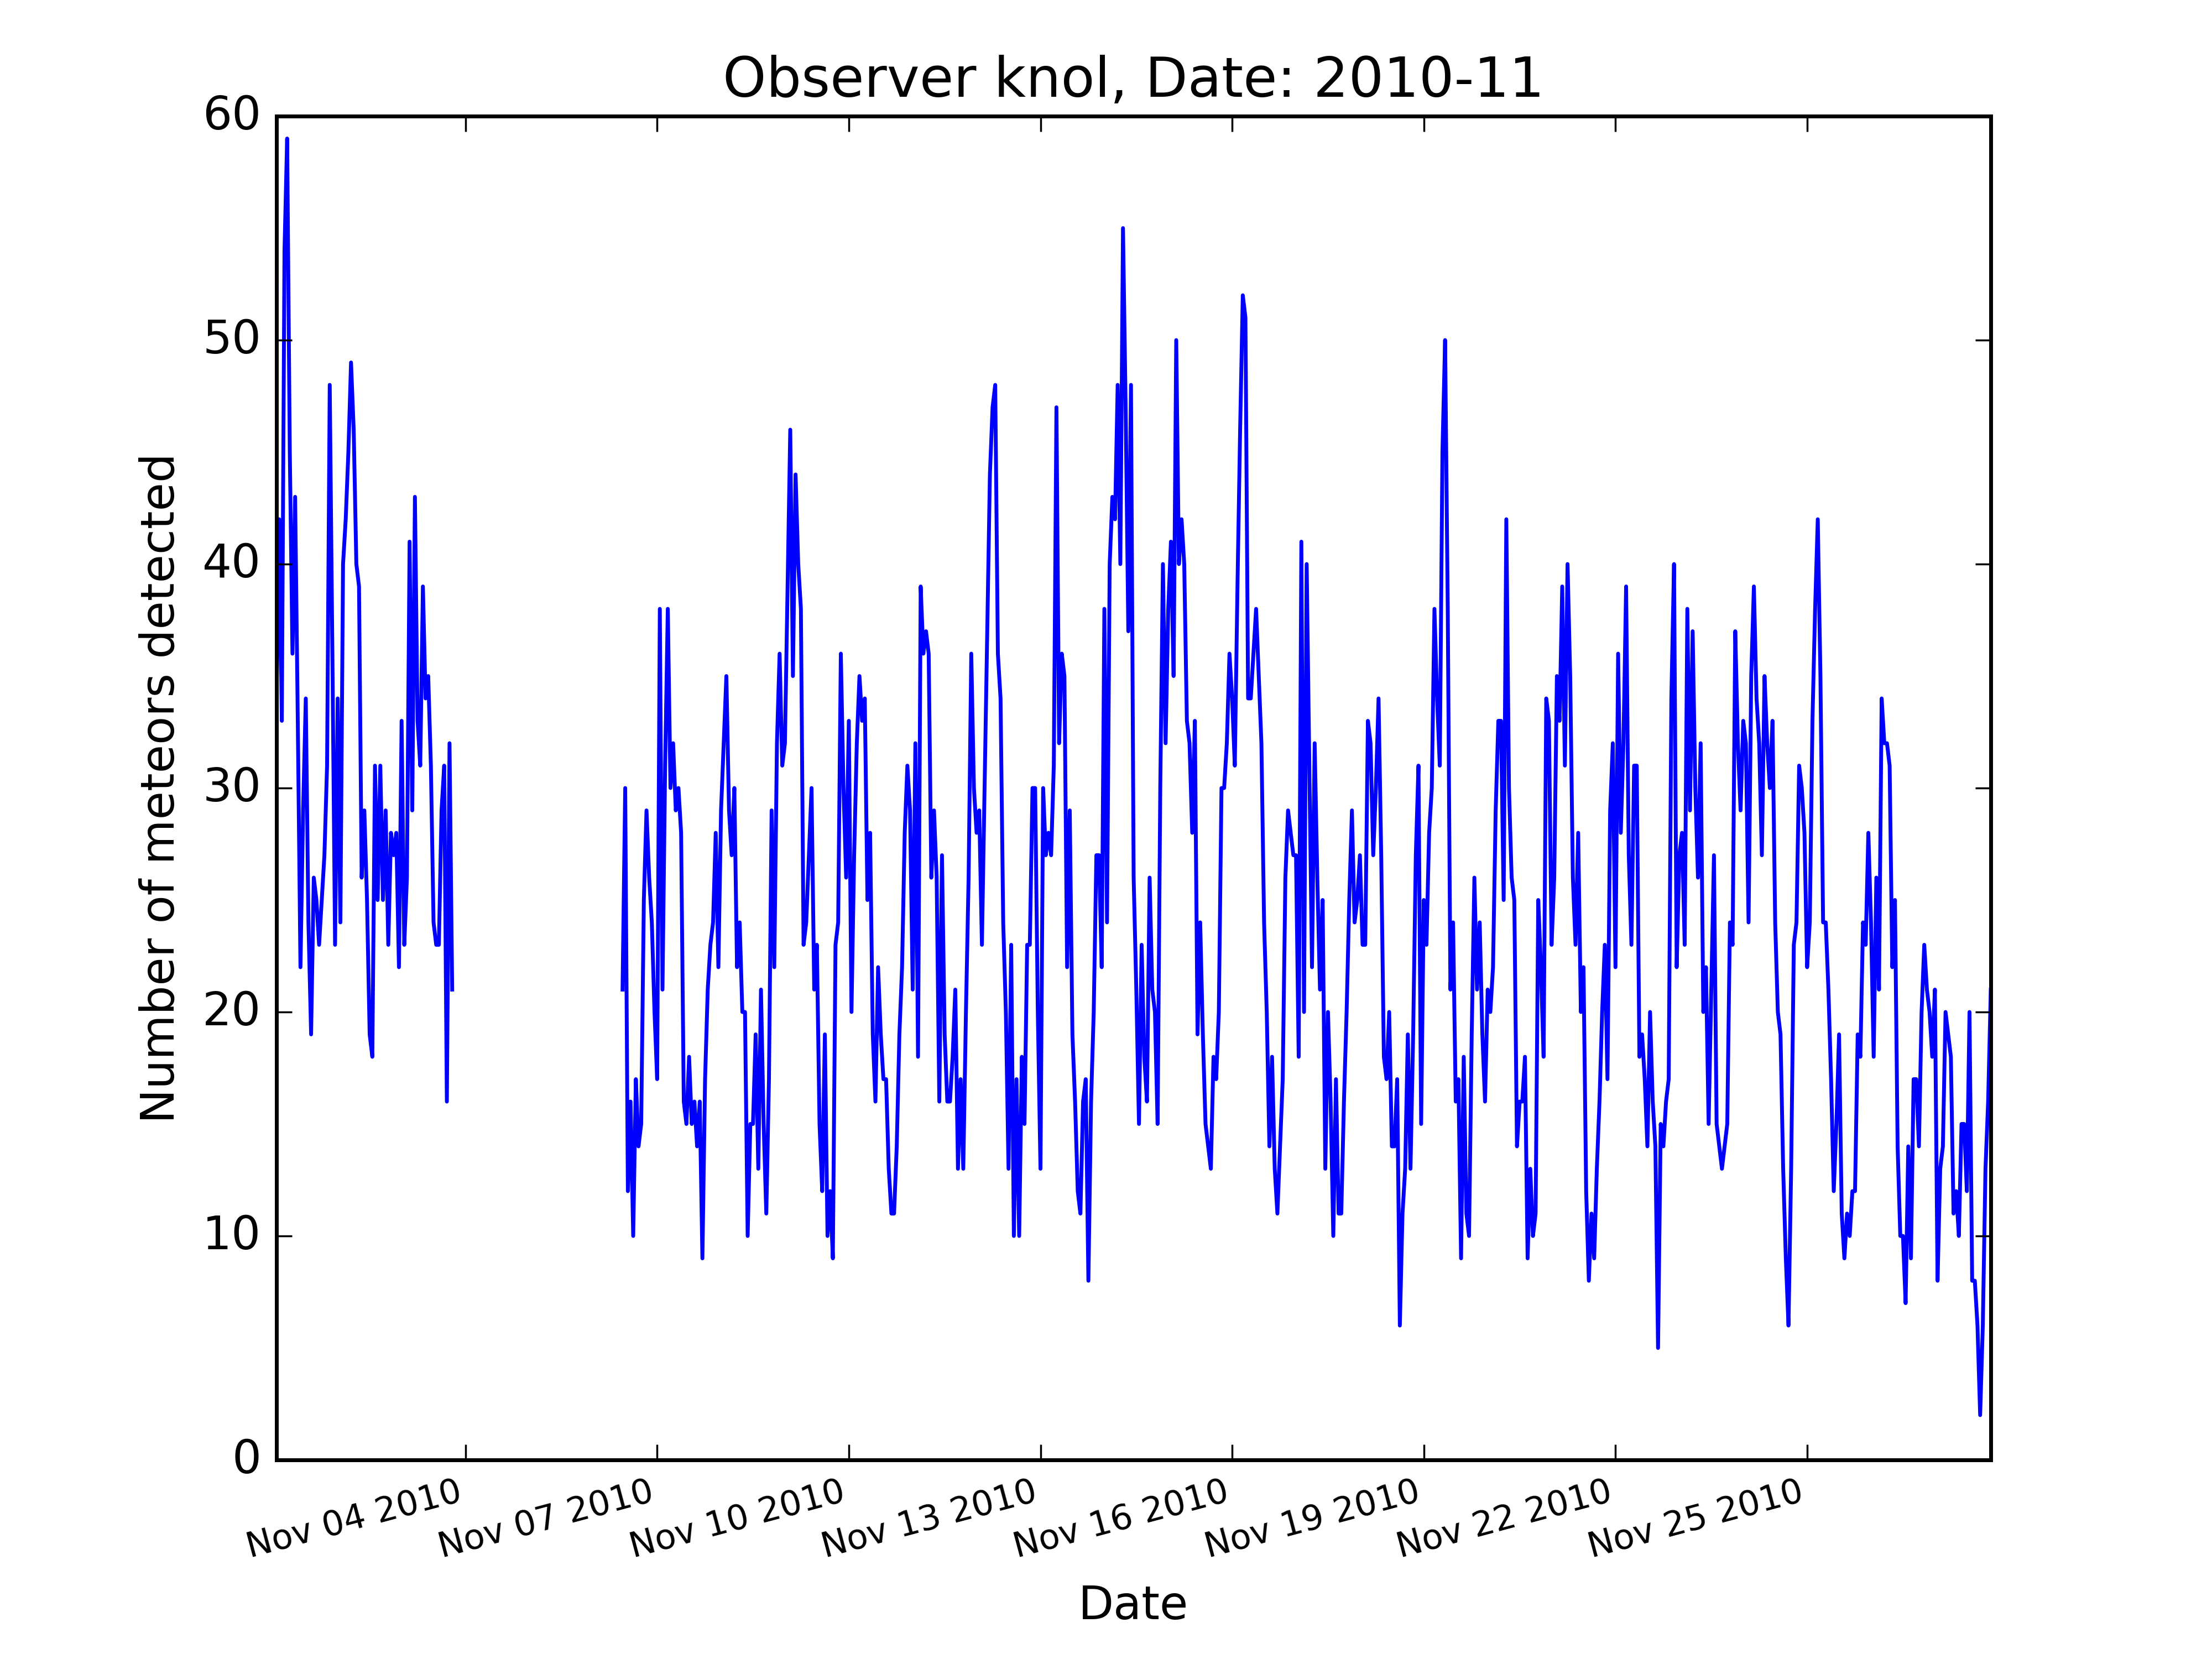 Observer knol, Date: 2010-11
60
50
40
30
20
10
0
Number of meteors detected
Nov 04 2010
Nov 07 2010
Nov 10 2010
Nov 13 2010
Nov 16 2010
Nov 19 2010
Nov 22 2010
Nov 25 2010
Date